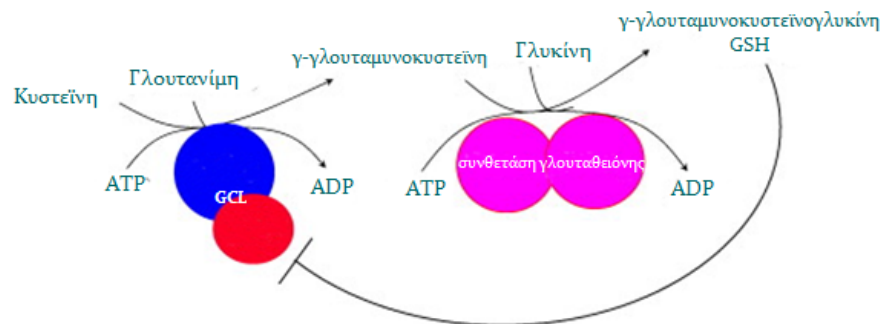 γ-γλουταμυνοκυστεϊνογλυκίνη
GSH
Γλυκίνη
γ-γλουταμυνοκυστεϊνη
Γλουτανίμη
Κυστεΐνη
συνθετάση γλουταθειόνης
ATP
ADP
ATP
ADP
GCL